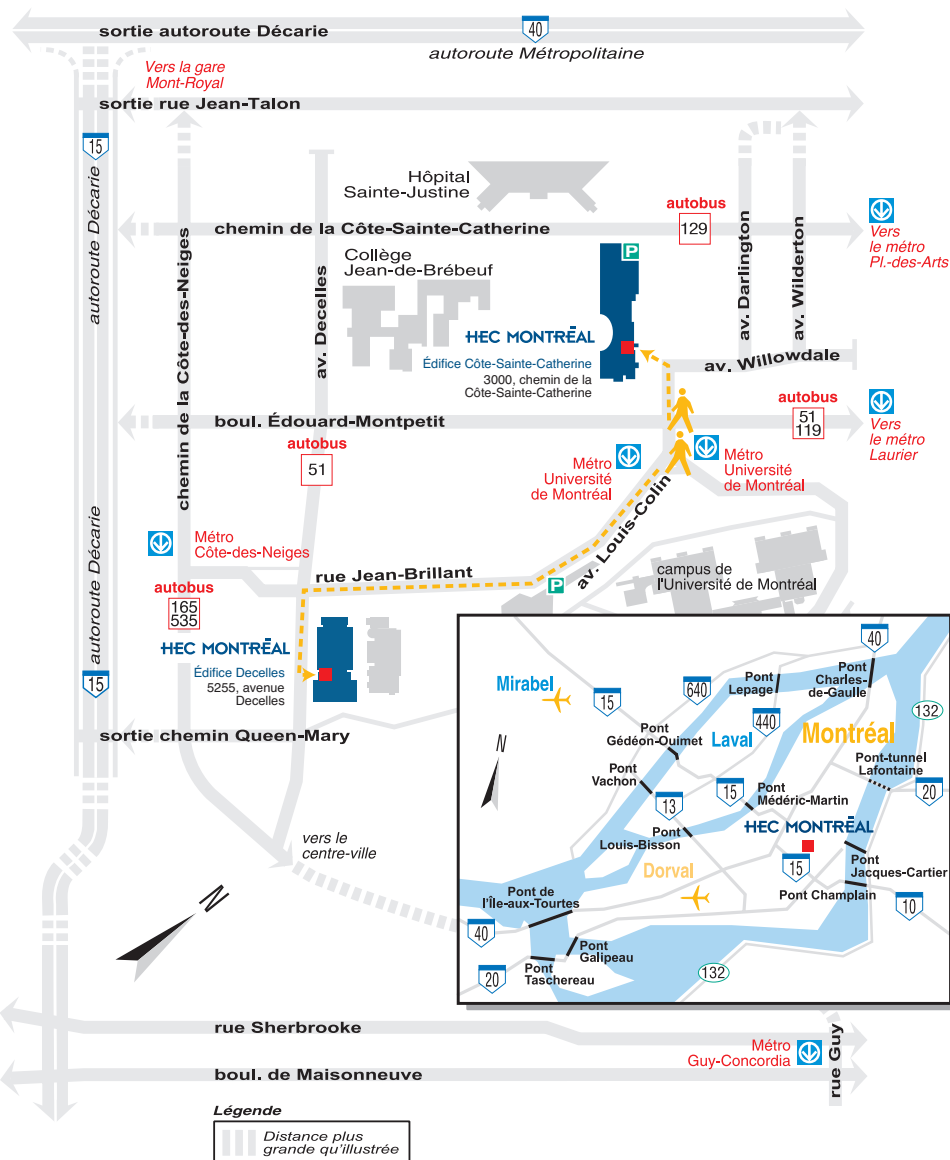 sortie autoroute Décarie
40
autoroute Métropolitaine
Vers la gare
Mont-Royal
sortie rue Jean-Talon
15
autoroute Décarie
chemin de la Côte-des-Neiges
av. Decelles
Hôpital
Sainte-Justine
autobus
129
chemin de la Côte-Sainte-Catherine
Vers
le métro
Pl.-des-Arts
Collège
Jean-de-Brébeuf
P
av. Darlington
av. Wilderton
HEC MONTRÉAL
Édifice Côte-Sainte-Catherine
3000, chemin de la
Côte-Sainte-Catherine
av. Willowdale
boul. Édouard-Montpetit
autobus
51
119
Vers
le métro
Laurier
autobus
51
Métro
Université
de Montréal
Métro
Université
de Montréal
av. Louis-Colin
Métro
Côte-des-Neiges
rue Jean-Brillant
P
campus de
l'Université de Montréal
autobus
165
535
autoroute Décarie
15
HEC MONTRÉAL
Édifice Decelles
5255, avenue
Decelles
sortie chemin Queen-Mary
vers le
centre-ville
N
N
Mirabel
15
640
Pont
Lepage
Pont
Charles-
de-Gaulle
40
132
Pont
Gédéon-Ouimet
Laval
440
Montréal
Pont
Vachon
13
15
Pont
Médéric-Martin
Pont-tunnel
Lafontaine
20
Pont
Louis-Bisson
HEC MONTRÉAL
15
Pont
Jacques-Cartier
Dorval
Pont Champlain
10
Pont de
l'Île-aux-Tourtes
40
Pont
Galipeau
20
Pont
Taschereau
132
rue Sherbrooke
Métro
Guy-Concordia
rue Guy
boul. de Maisonneuve
Légende
Distance plus
grande qu'illustrée